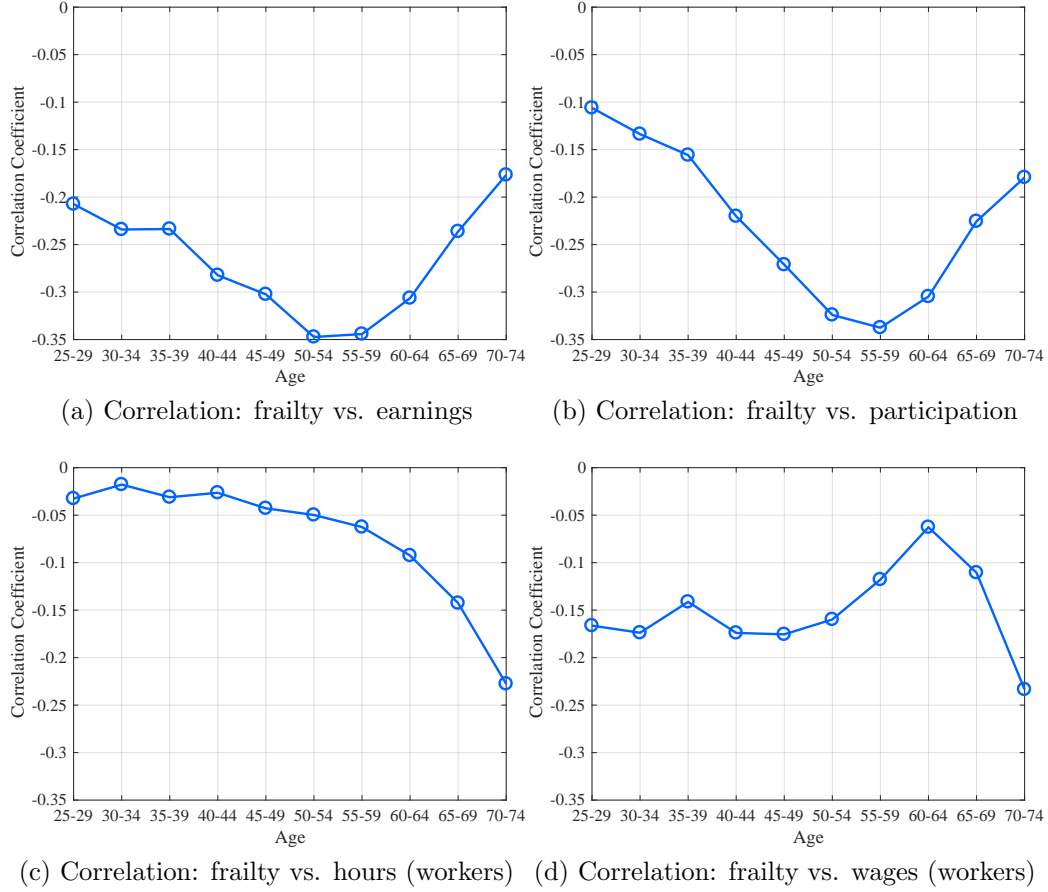 0
-0.05
-0.1
-0.15
-0.2
-0.25
-0.3
-0.35
Correlation Coefficient
25-29 30-34 35-39 40-44 45-49 50-54 55-59 60-64 65-69 70-74
Age
(a) Correlation: frailty vs. earnings
0
-0.05
-0.1
-0.15
-0.2
-0.25
-0.3
-0.35
Correlation Coefficient
25-29 30-34 35-39 40-44 45-49 50-54 55-59 60-64 65-69 70-74
Age
(b) Correlation: frailty vs. participation
0
-0.05
-0.1
-0.15
-0.2
-0.25
-0.3
-0.35
Correlation Coefficient
25-29 30-34 35-39 40-44 45-49 50-54 55-59 60-64 65-69 70-74
Age
(c) Correlation: frailty vs. hours (workers)
0
-0.05
-0.1
-0.15
-0.2
-0.25
-0.3
-0.35
Correlation Coefficient
25-29 30-34 35-39 40-44 45-49 50-54 55-59 60-64 65-69 70-74
Age
(d) Correlation: frailty vs. wages (workers)